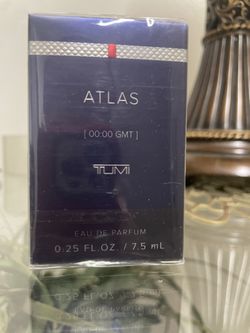 ATLAS
[ 00:00 GMT ]
TUMI
EAU DE PARFUM
0.25 FL. OZ. / 7.5 mL